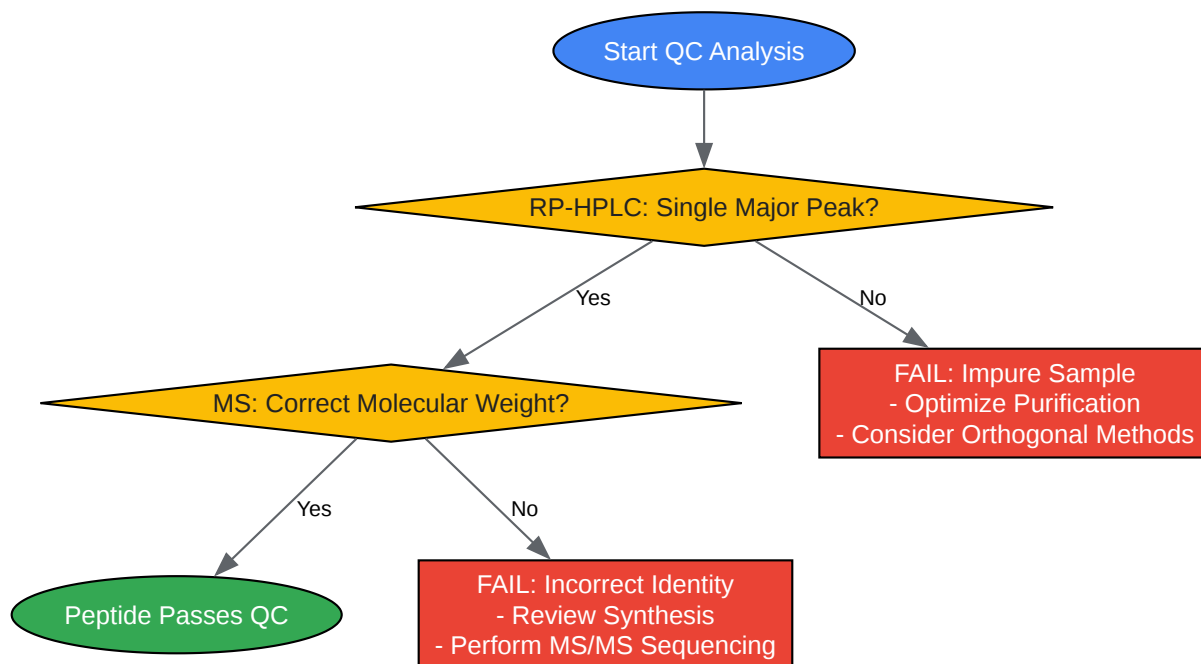 Start QC Analysis
RP-HPLC: Single Major Peak?
Yes
No
FAIL: Impure Sample
- Optimize Purification
- Consider Orthogonal Methods
MS: Correct Molecular Weight?
Yes
No
Peptide Passes QC
FAIL: Incorrect Identity
- Review Synthesis
- Perform MS/MS Sequencing